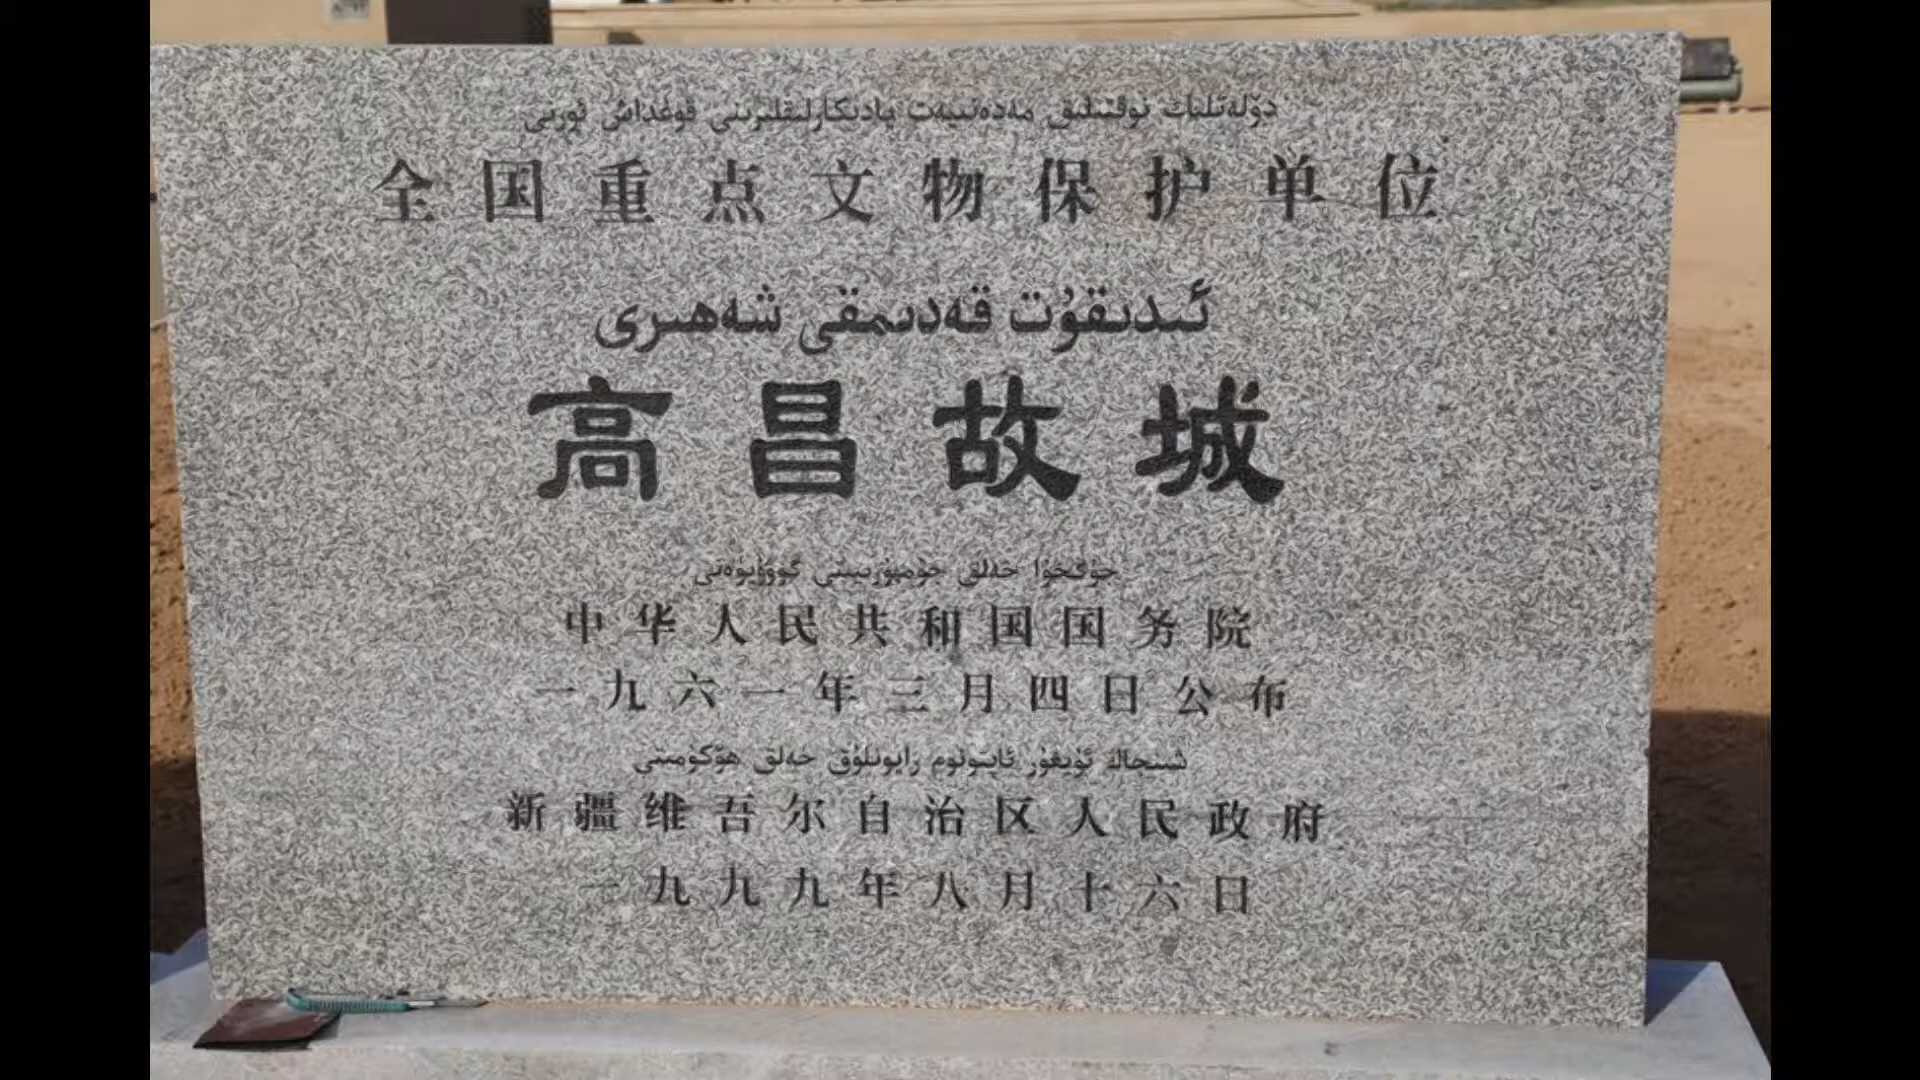 دۆلەتلىك نۇقتىلىق مەدەنىيەت يادىكارلىقلىرىنى قوغداش ئورنى
全国重点文物保护单位
ئىدىقۇت قەدىمقى شەھىرى
高昌故城
جۇڭخۇا خەلق جۇمھۇرىيىتى گوۋۇيۈەنى
中华人民共和国国务院
一九六一年三月四日公布
شىنجاڭ ئۇيغۇر ئاپتونوم رايونلۇق خەلق ھۆكۈمىتى
新疆维吾尔自治区人民政府
一九九九年八月十六日